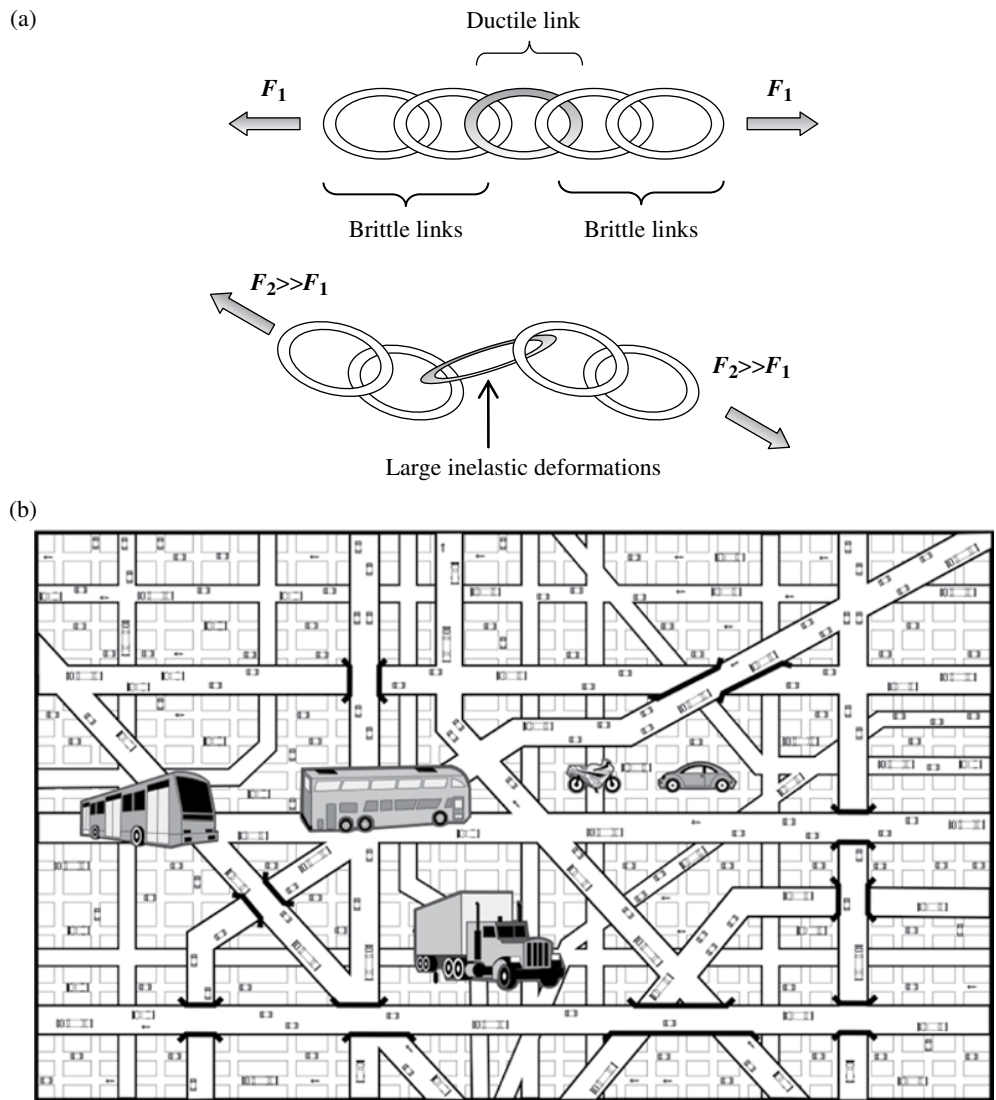 (a)
Ductile link
F1
F1
Brittle links
Brittle links
F2>>F1
F2>>F1
Large inelastic deformations
(b)